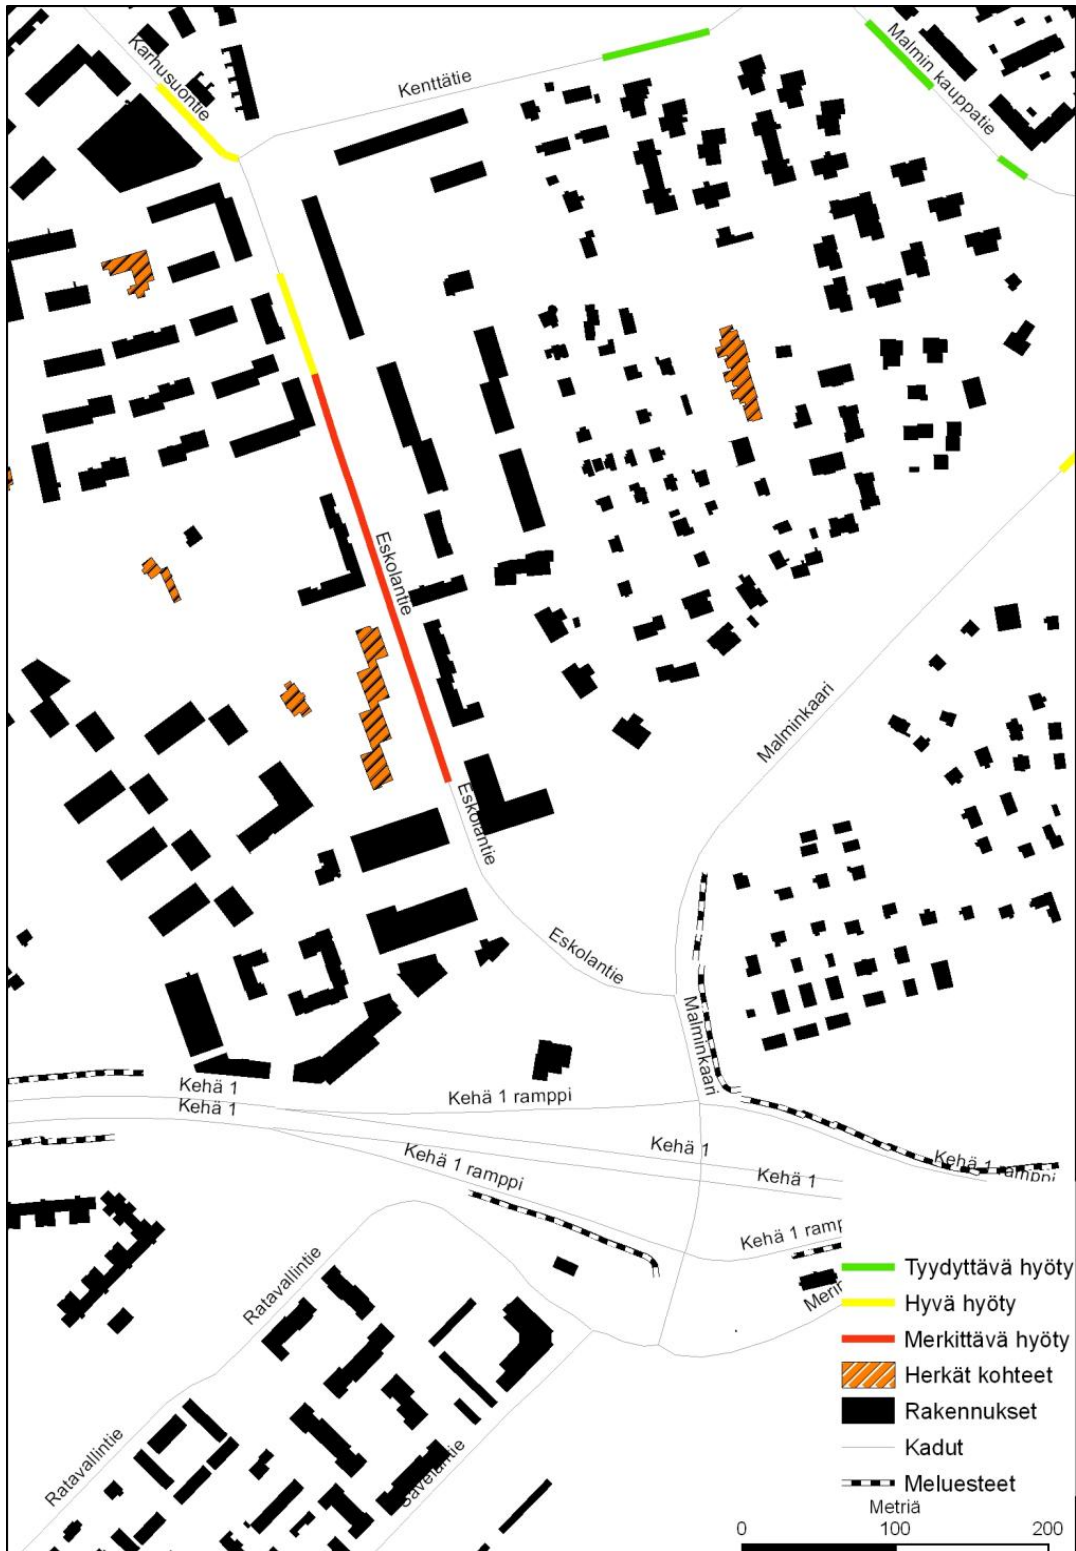 Karhusuontie
Kenttätie
Malmin kauppatie
Eskolantie
Malminkaari
Eskolantie
Eskolantie
Malminkaari
Kehä 1
Kehä 1
Kehä 1 ramppi
Kehä 1
Kehä 1
Kehä 1 ramppi
Kehä 1 ramppi
Kehä 1 ramp
Merin
Ratavallintie
Ratavallintie
Savelantie
Tyydyttävä hyöty
Hyvä hyöty
Merkittävä hyöty
Herkät kohteet
Rakennukset
Kadut
Meluesteet
Metriä
0 100 200